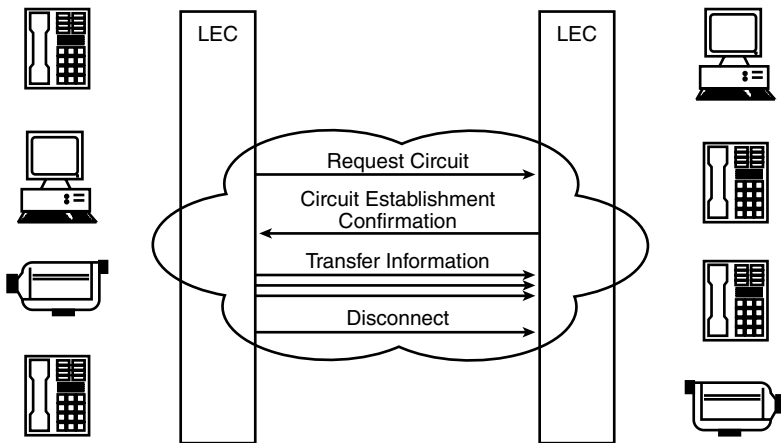 LEC
LEC
Request Circuit
Circuit Establishment
Confirmation
Transfer Information
Disconnect